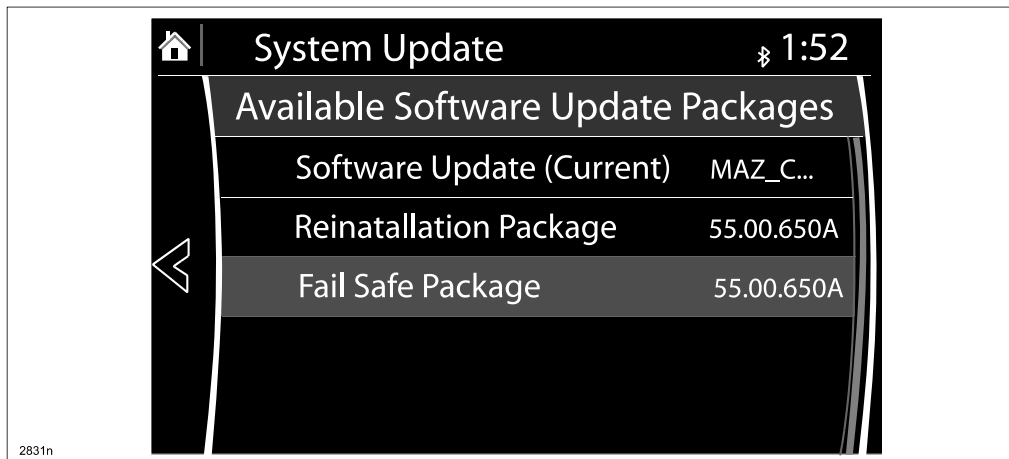 System Update 1:52
Available Software Update Packages
Software Update (Current) MAZ_C...
Reinatallation Package 55.00.650A
Fail Safe Package 55.00.650A
2831n